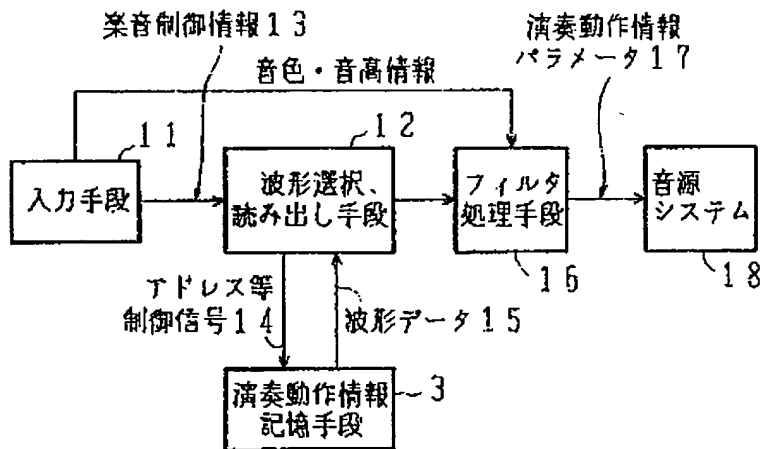 楽音制御情報13
演奏動作情報
パラメータ17
音色・音高情報
11
12
入力手段
波形選択、
読み出し手段
フィルタ
処理手段
音源
システム
16
18
アドレス等
制御信号14
波形データ15
演奏動作情報
記憶手段
3